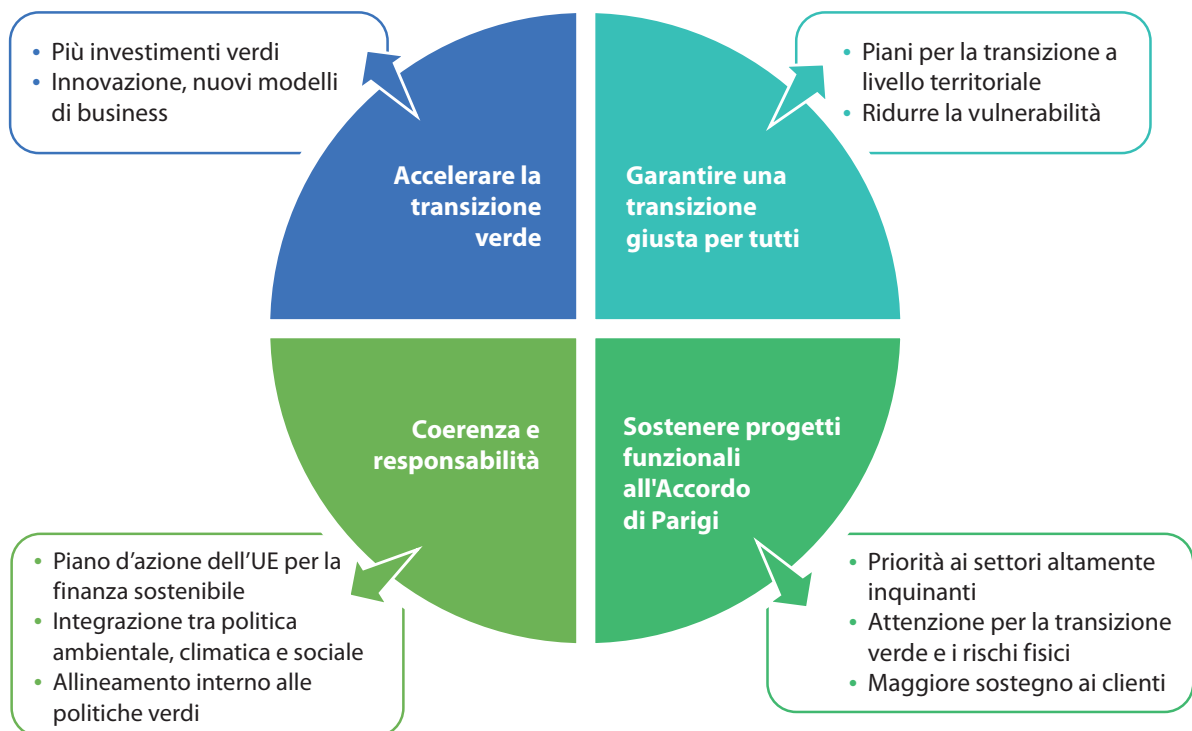 • Più investimenti verdi
• Innovazione, nuovi modelli
di business
Accelerare la
transizione
verde
• Piani per la transizione a
livello territoriale
• Ridurre la vulnerabilità
Garantire una
transizione
giusta per tutti
Coerenza e
responsabilità
• Piano d’azione dell’UE per la
finanza sostenibile
• Integrazione tra politica
ambientale, climatica e sociale
• Allineamento interno alle
politiche verdi
Sostenere progetti
funzionali
all'Accordo
di Parigi
• Priorità ai settori altamente
inquinanti
• Attenzione per la transizione
verde e i rischi fisici
• Maggiore sostegno ai clienti